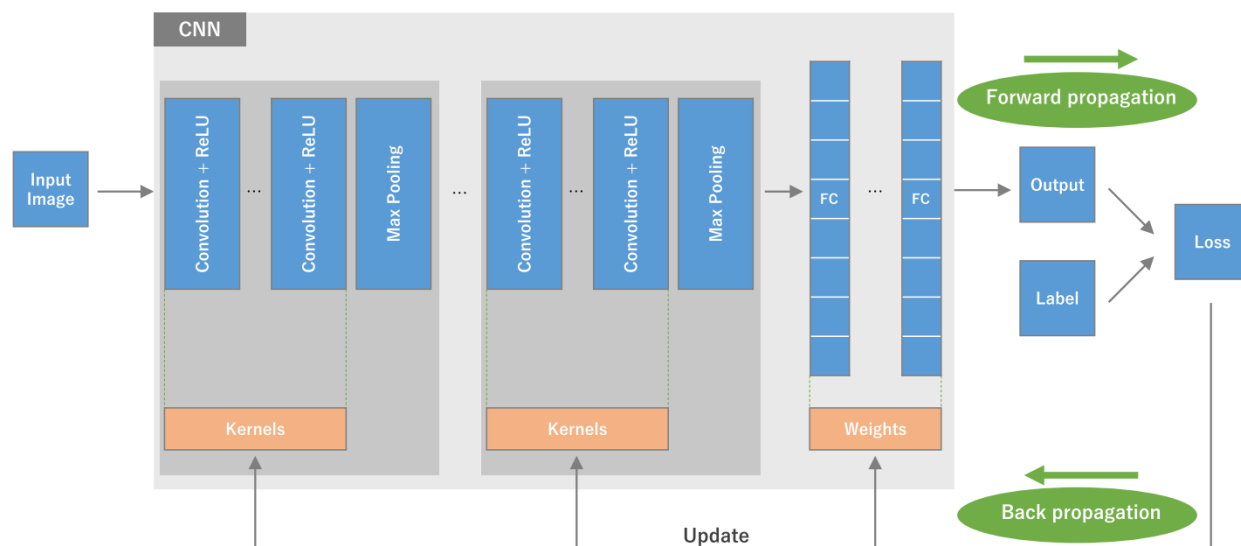 CNN
Forward propagation
Input
Image
Convolution + ReLU
...
Convolution + ReLU
Max Pooling
...
Convolution + ReLU
...
Convolution + ReLU
Max Pooling
FC
...
FC
Output
Label
Loss
Kernels
Kernels
Weights
Back propagation
Update